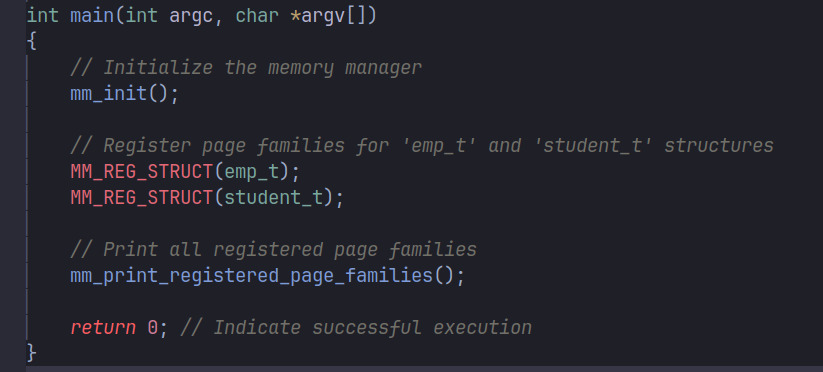 int main(int argc, char *argv[])
{
// Initialize the memory manager
mm_init();
// Register page families for 'emp_t' and 'student_t' structures
MM_REG_STRUCT(emp_t);
MM_REG_STRUCT(student_t);
// Print all registered page families
mm_print_registered_page_families();
return 0; // Indicate successful execution
}